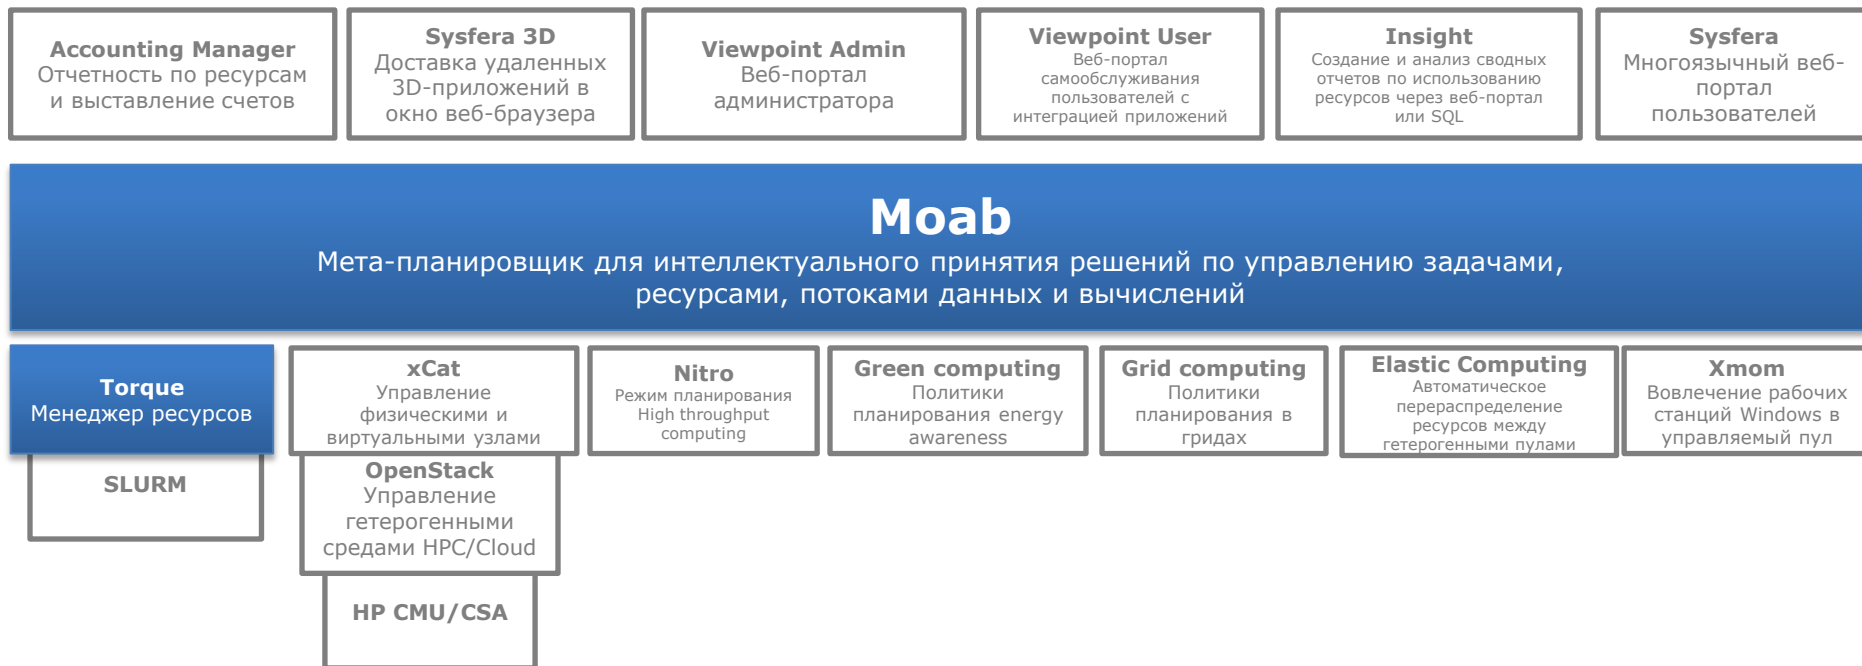 Accounting Manager
Отчетность по ресурсам
и выставление счетов
Sysfera 3D
Доставка удаленных
3D-приложений в
окно веб-браузера
Viewpoint Admin
Веб-портал
администратора
Viewpoint User
Веб-портал
самообслуживания
пользователей с
интеграцией приложений
Insight
Создание и анализ сводных
отчетов по использованию
ресурсов через веб-портал
или SQL
Sysfera
Многоязычный веб-
портал
пользователей
Moab
Мета-планировщик для интеллектуального принятия решений по управлению задачами,
ресурсами, потоками данных и вычислений
Torque
Менеджер ресурсов
SLURM
xCat
Управление
физическими и
виртуальными узлами
OpenStack
Управление
гетерогенными
средами HPC/Cloud
HP CMU/CSA
Nitro
Режим планирования
High throughput
computing
Green computing
Политики
планирования energy
awareness
Grid computing
Политики
планирования в
гридах
Elastic Computing
Автоматическое
перераспределение
ресурсов между
гетерогенными пулами
Xmom
Вовлечение рабочих
станций Windows в
управляемый пул